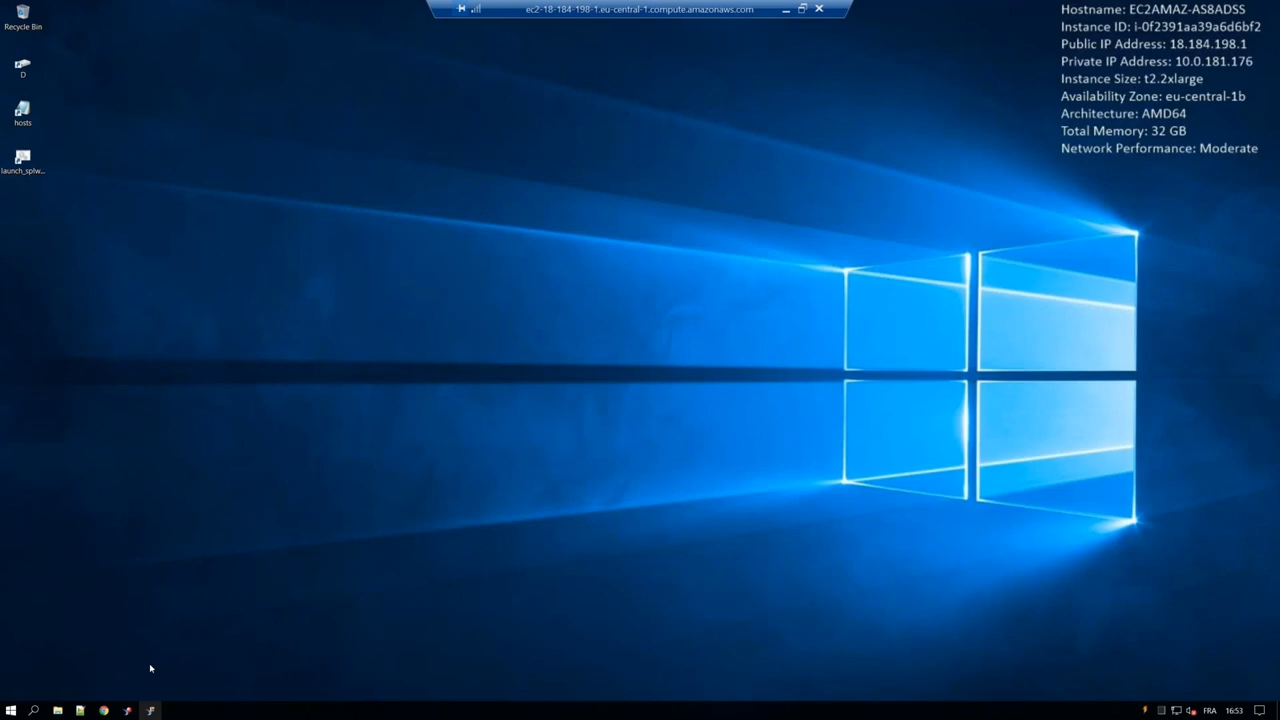 Recycle Bin
D
hosts
launch_splw...
ec2-18-184-198-1.eu-central-1.compute.amazonaws.com
Hostname: EC2AMAZ-AS8ADSS
Instance ID: i-0f2391aa39a6d6bf2
Public IP Address: 18.184.198.1
Private IP Address: 10.0.181.176
Instance Size: t2.2xlarge
Availability Zone: eu-central-1b
Architecture: AMD64
Total Memory: 32 GB
Network Performance: Moderate
FRA
16:53